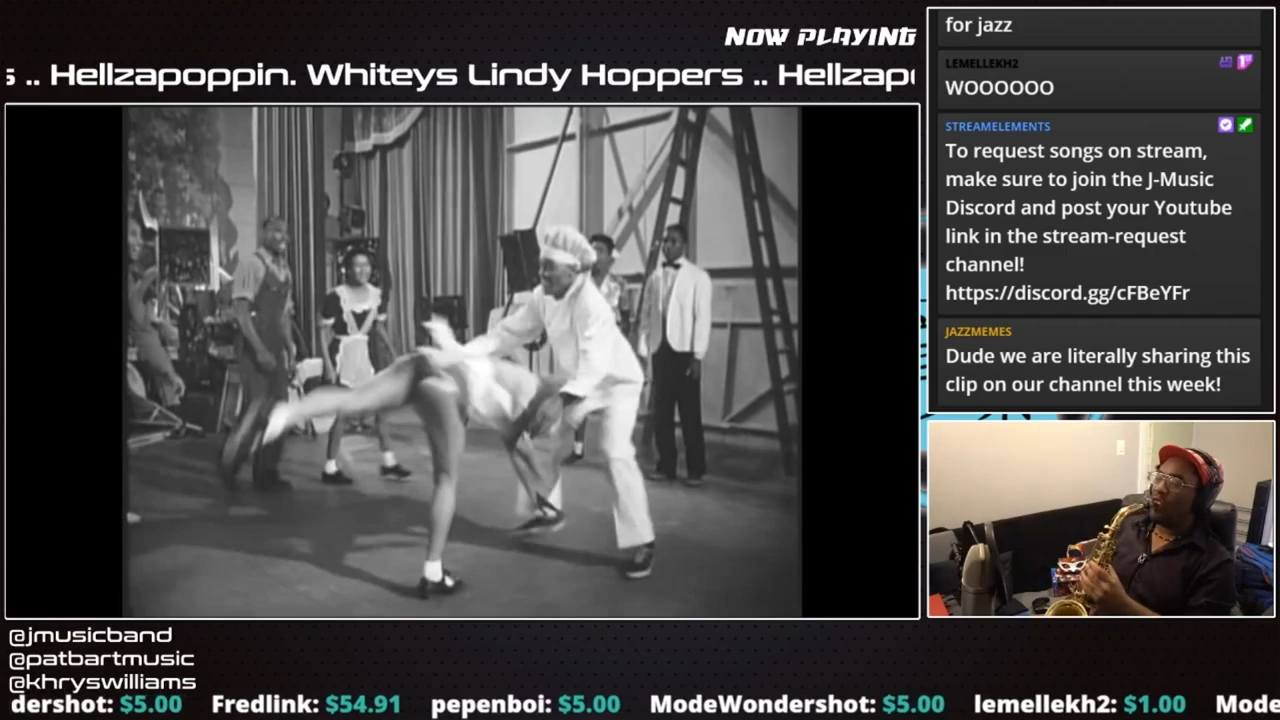 NOW PLAYING
s .. Hellzapoppin. Whiteys Lindy Hoppers .. Hellzap
for jazz
LEMELLEKH2
WOOOOOO
STREAMELEMENTS
To request songs on stream,
make sure to join the J-Music
Discord and post your Youtube
link in the stream-request
channel!
https://discord.gg/cFBeYFr
JAZZMEMES
Dude we are literally sharing this
clip on our channel this week!
@jmusicband
@patbartmusic
@khryswilliams
dershot: $5.00 Fredlink: $54.91 pepenboi: $5.00 ModeWondershot: $5.00 lemellekh2: $1.00 Mode